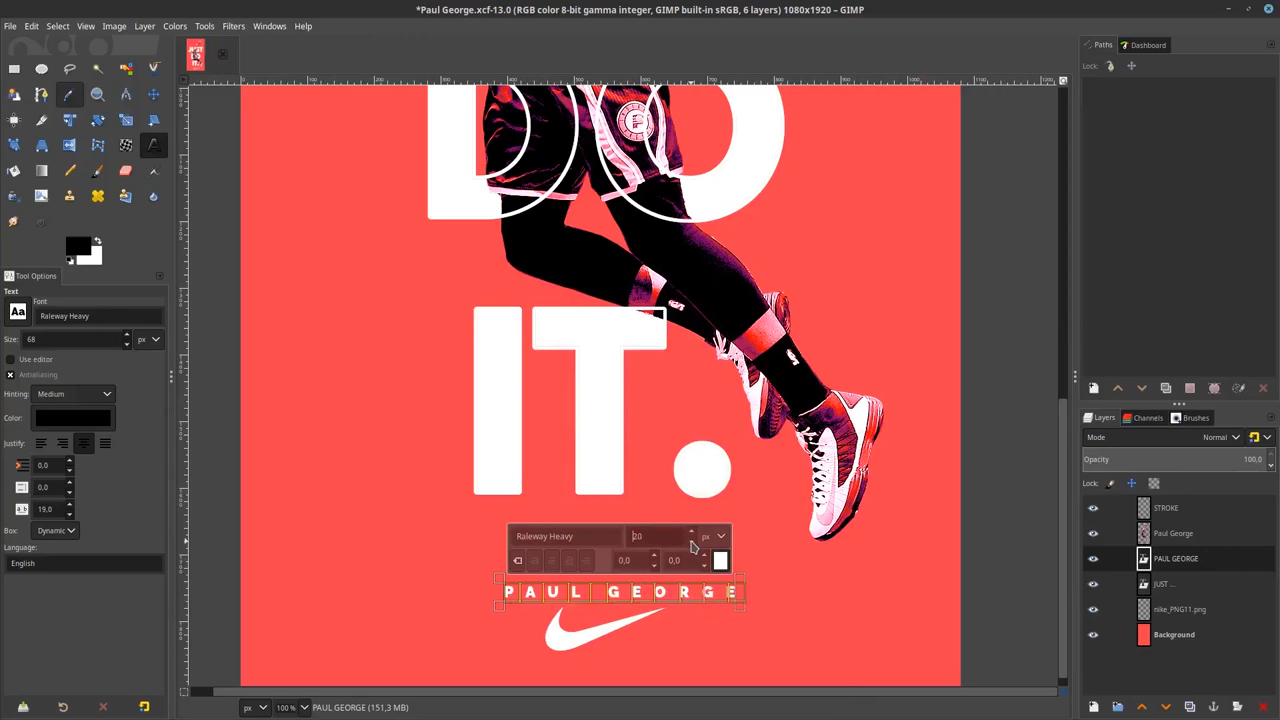 *Paul George.xcf-13.0 (RGB color 8-bit gamma integer, GIMP built-in sRGB, 6 layers) 1080x1920 – GIMP
File Edit Select View Image Layer Colors Tools Filters Windows Help
Paths Dashboard
Lock:
DO
IT.
Tool Options
Text
Font
Aa Raleway Heavy
Size: 68 px
Use editor
Antialiasing
Hinting: Medium
Color:
Justify:
0,0
0,0
19,0
Box: Dynamic
Language:
English
Raleway Heavy 20 px
0,0 0,0
PAUL GEORGE
Layers Channels Brushes
Mode Normal
Opacity 100,0
Lock:
STROKE
Paul George
PAUL GEORGE
JUST ...
nike_PNG11.png
Background
px 100 % PAUL GEORGE (151,3 MB)